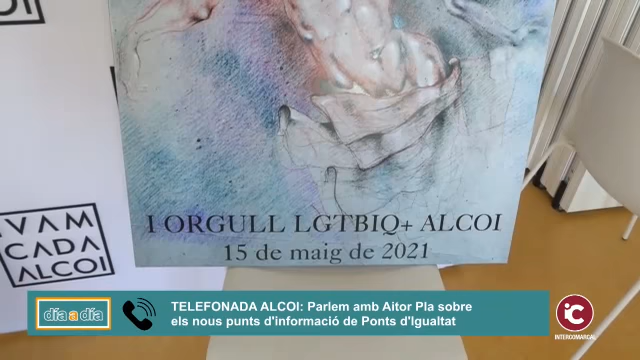 I ORGULL LGTBIQ+ ALCOI
15 de maig de 2021
VAM
CADA
ALCOI
ALCOI
dia a dia
TELEFONADA ALCOI: Parlem amb Aitor Pla sobre
els nous punts d'informació de Ponts d'Igualtat
INTERCOMARCAL